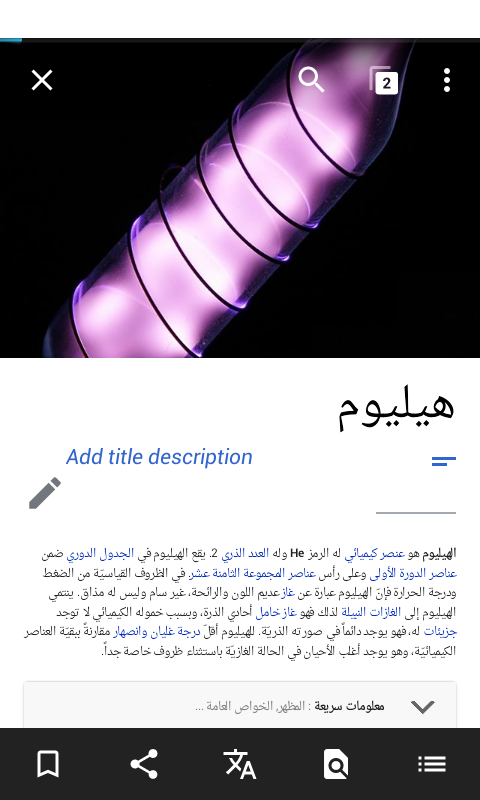 2
هيليوم
Add title description
الهيليوم هو عنصر كيميائي له الرمز He وله العدد الذري 2. يقع الهيليوم في الجدول الدوري ضمن
عناصر الدورة الأولى وعلى رأس عناصر المجموعة الثامنة عشر. في الظروف القياسيّة من الضغط
ودرجة الحرارة فإنّ الهيليوم عبارة عن غاز عديم اللون والرائحة، غير سام وليس له مذاق. ينتمي
الهيليوم إلى الغازات النبيلة لذلك فهو غاز خامل أحادي الذرة، وبسبب خموله الكيميائي لا توجد
جزيئات له، فهو يوجد دائماً في صورته الذريّة. للهيليوم أقلّ درجة غليان وانصهار مقارنةً ببقيّة العناصر
الكيميائيّة، وهو يوجد أغلب الأحيان في الحالة الغازيّة باستثناء ظروف خاصة جداً.
معلومات سريعة : المظهر, الخواص العامة ...